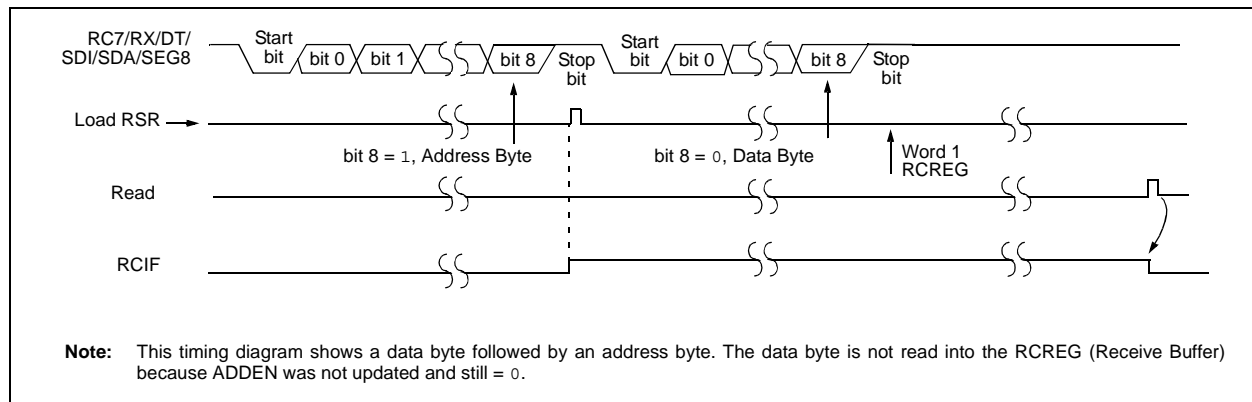 RC7/RX/DT/
SDI/SDA/SEG8
Start
bit
bit 0
bit 1
bit 8
Stop
bit
Start
bit
bit 0
bit 8
Stop
bit
Load RSR
bit 8 = 1, Address Byte
bit 8 = 0, Data Byte
Word 1
RCREG
Read
RCIF
Note: This timing diagram shows a data byte followed by an address byte. The data byte is not read into the RCREG (Receive Buffer)
because ADDEN was not updated and still = 0.